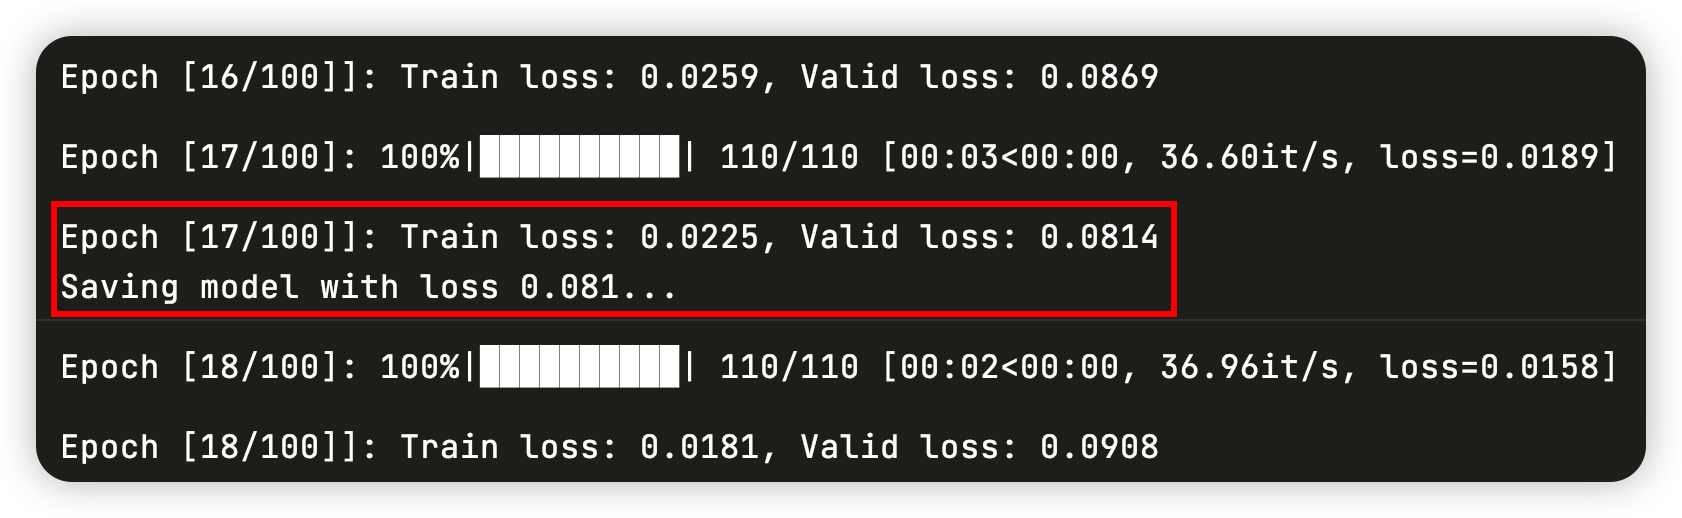 Epoch [16/100]]: Train loss: 0.0259, Valid loss: 0.0869
Epoch [17/100]: 100%|██████████| 110/110 [00:03<00:00, 36.60it/s, loss=0.0189]
Epoch [17/100]]: Train loss: 0.0225, Valid loss: 0.0814
Saving model with loss 0.081...
Epoch [18/100]: 100%|██████████| 110/110 [00:02<00:00, 36.96it/s, loss=0.0158]
Epoch [18/100]]: Train loss: 0.0181, Valid loss: 0.0908